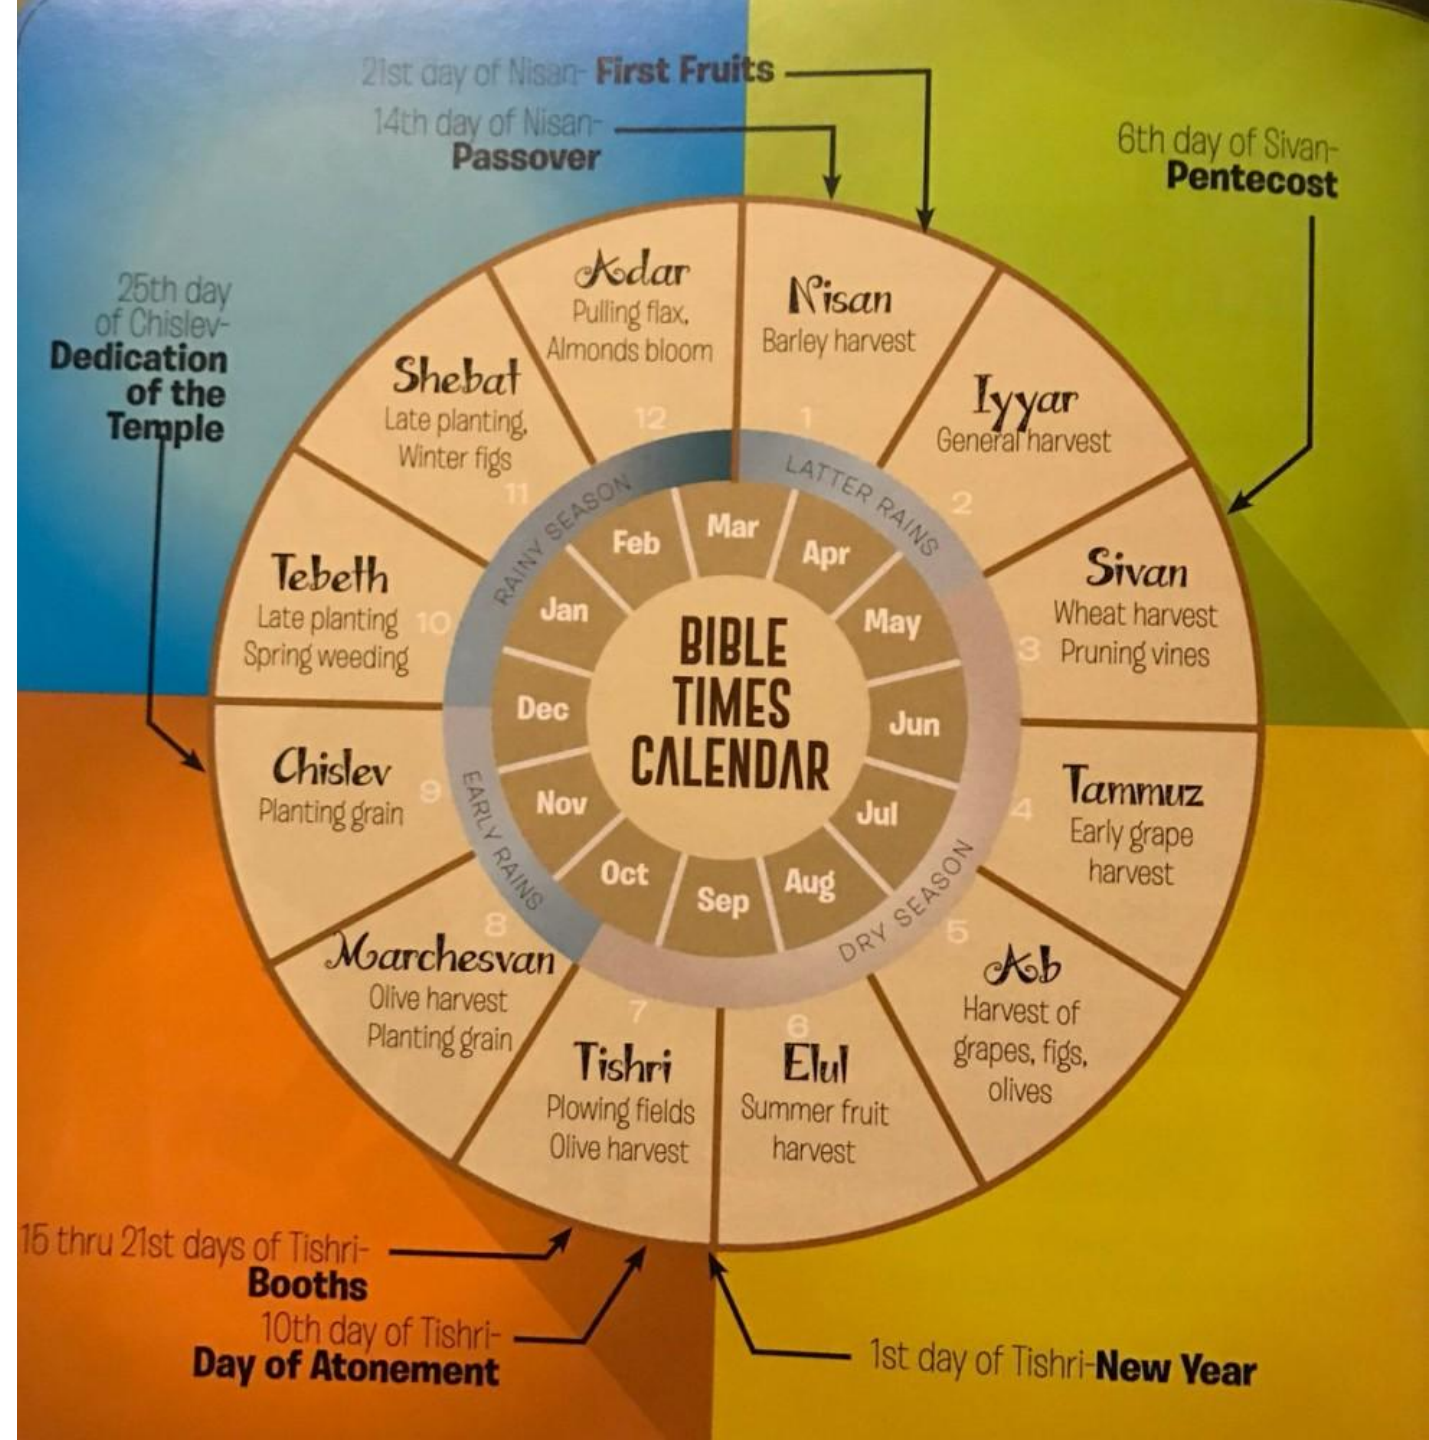 21st day of Nisan- First Fruits
14th day of Nisan-
Passover
6th day of Sivan-
Pentecost
25th day
of Chislev-
Dedication
of the
Temple
Nisan
Barley harvest
1
Iyyar
General harvest
2
Sivan
Wheat harvest
Pruning vines
3
Tammuz
Early grape
harvest
4
Ab
Harvest of
grapes, figs,
olives
5
Elul
Summer fruit
harvest
6
Tishri
Plowing fields
Olive harvest
7
Marchesvan
Olive harvest
Planting grain
8
Chislev
Planting grain
9
Tebeth
Late planting
Spring weeding
10
Shebat
Late planting,
Winter figs
11
Adar
Pulling flax,
Almonds bloom
12
LATTER RAINS
DRY SEASON
EARLY RAINS
RAINY SEASON
Jan
Feb
Mar
Apr
May
Jun
Jul
Aug
Sep
Oct
Nov
Dec
BIBLE
TIMES
CALENDAR
15 thru 21st days of Tishri-
Booths
10th day of Tishri-
Day of Atonement
1st day of Tishri-New Year